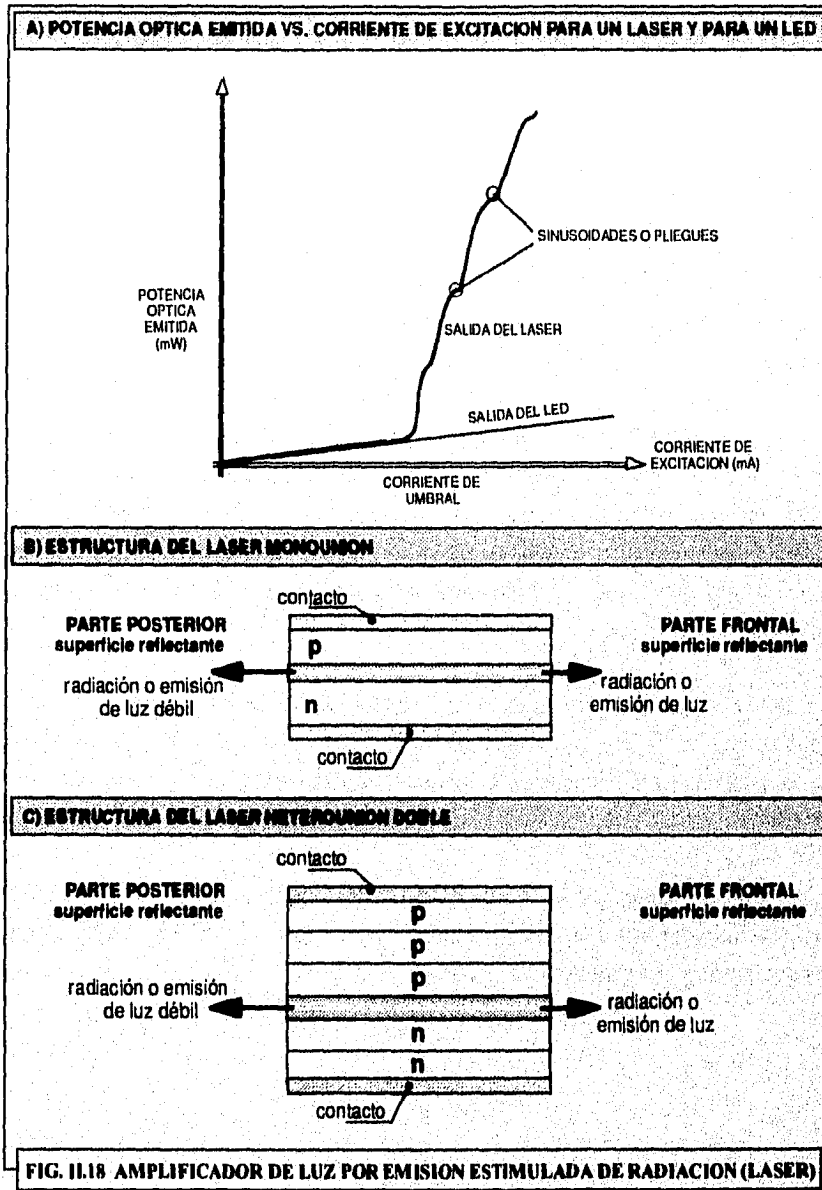 A) POTENCIA OPTICA EMITIDA VS. CORRIENTE DE EXCITACION PARA UN LASER Y PARA UN LED
SINUSOIDADES O PLIEGUES
POTENCIA
OPTICA
EMITIDA
(mW)
SALIDA DEL LASER
SALIDA DEL LED
CORRIENTE DE
EXCITACION (mA)
CORRIENTE DE
UMBRAL
B) ESTRUCTURA DEL LASER MONOUNION
contacto
PARTE POSTERIOR
superficie reflectante
PARTE FRONTAL
superficie reflectante
p
radiación o emisión
de luz débil
n
radiación o
emisión de luz
contacto
C) ESTRUCTURA DEL LASER HETEROUNION DOBLE
contacto
PARTE POSTERIOR
superficie reflectante
PARTE FRONTAL
superficie reflectante
p
p
p
radiación o emisión
de luz débil
radiación o
emisión de luz
n
n
contacto
FIG. II.18 AMPLIFICADOR DE LUZ POR EMISION ESTIMULADA DE RADIACION (LASER)